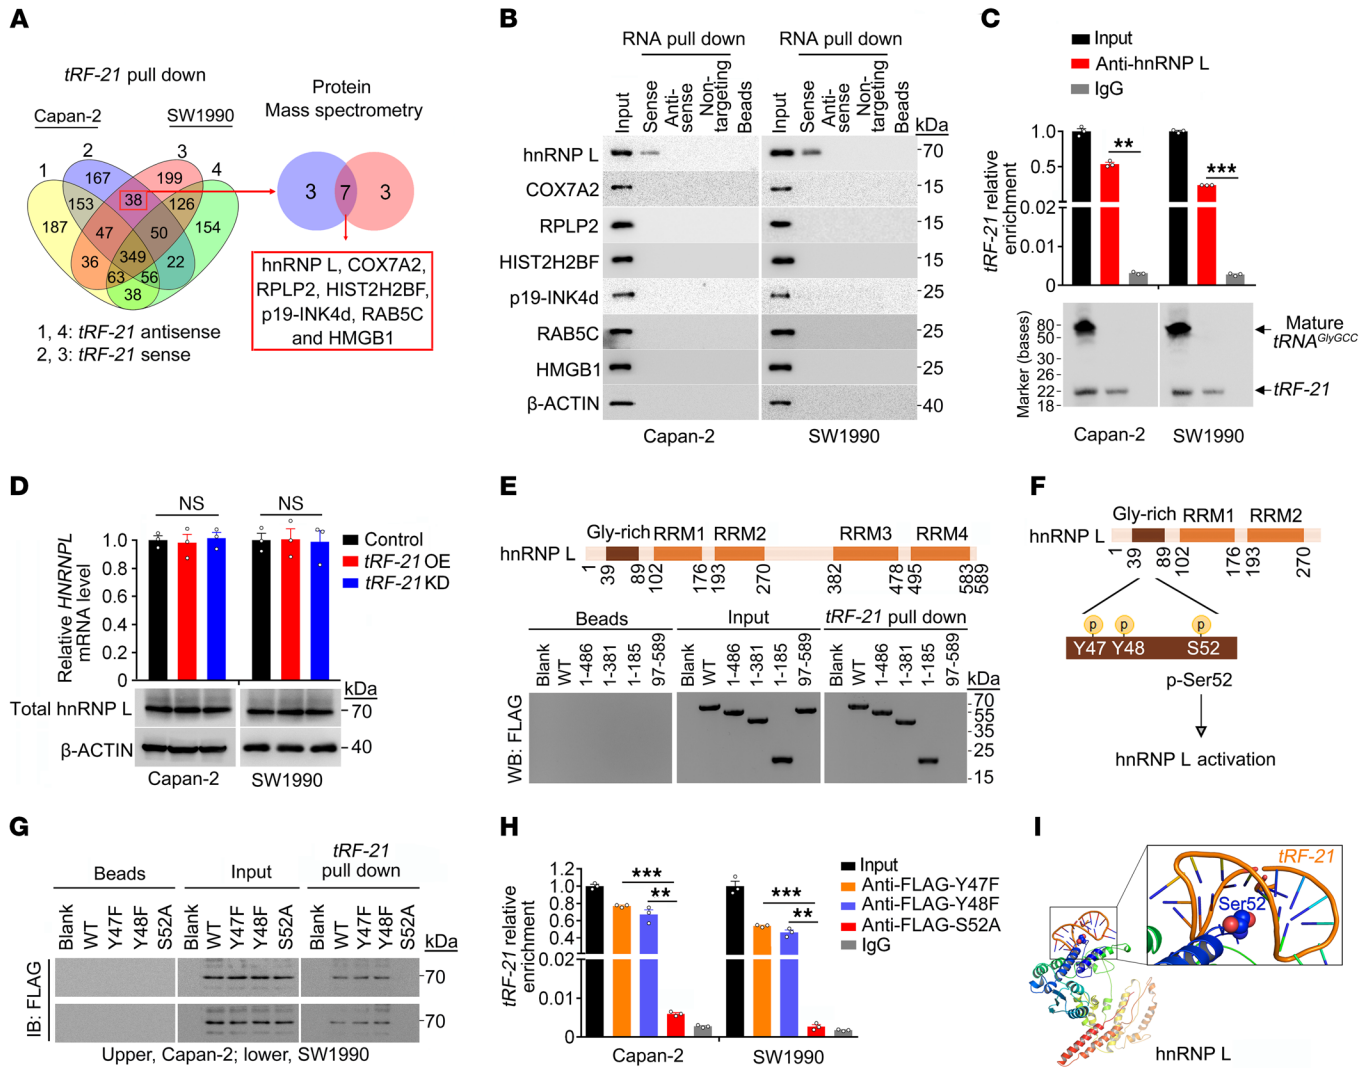 A
tRF-21 pull down
Capan-2
SW1990
1
2
3
4
187
153
167
38
199
126
154
47
50
36
349
22
63
56
38
1, 4: tRF-21 antisense
2, 3: tRF-21 sense
Protein
Mass spectrometry
3
7
3
hnRNP L, COX7A2,
RPLP2, HIST2H2BF,
p19-INK4d, RAB5C
and HMGB1
B
RNA pull down
RNA pull down
Input
Sense
Anti-
sense
Non-
targeting
Beads
Input
Sense
Anti-
sense
Non-
targeting
Beads
kDa
hnRNP L
70
COX7A2
15
RPLP2
15
HIST2H2BF
15
p19-INK4d
25
RAB5C
25
HMGB1
25
β-ACTIN
40
Capan-2
SW1990
C
Input
Anti-hnRNP L
IgG
tRF-21 relative
enrichment
1.0
0.5
0.02
0.01
0
**
***
Marker (bases)
80
50
36
26
22
18
Mature
tRNAGlyGCC
tRF-21
Capan-2
SW1990
D
NS
NS
Relative HNRNPL
mRNA level
1.0
0.8
0.6
0.4
0.2
0
Control
tRF-21 OE
tRF-21 KD
kDa
Total hnRNP L
70
β-ACTIN
40
Capan-2
SW1990
E
Gly-rich
RRM1
RRM2
RRM3
RRM4
hnRNP L
1
39
89
102
176
193
270
382
478
495
583
589
Beads
Input
tRF-21 pull down
Blank
WT
1-486
1-381
1-185
97-589
Blank
WT
1-486
1-381
1-185
97-589
Blank
WT
1-486
1-381
1-185
97-589
kDa
WB: FLAG
70
55
35
25
15
F
Gly-rich
RRM1
RRM2
hnRNP L
1
39
89
102
176
193
270
p
p
p
Y47
Y48
S52
p-Ser52
hnRNP L activation
G
Beads
Input
tRF-21
pull down
Blank
WT
Y47F
Y48F
S52A
Blank
WT
Y47F
Y48F
S52A
Blank
WT
Y47F
Y48F
S52A
kDa
IB: FLAG
70
70
Upper, Capan-2; lower, SW1990
H
tRF-21 relative
enrichment
1.2
1.0
0.8
0.6
0.4
0.02
0.01
0
***
**
***
**
Input
Anti-FLAG-Y47F
Anti-FLAG-Y48F
Anti-FLAG-S52A
IgG
Capan-2
SW1990
I
tRF-21
Ser52
hnRNP L